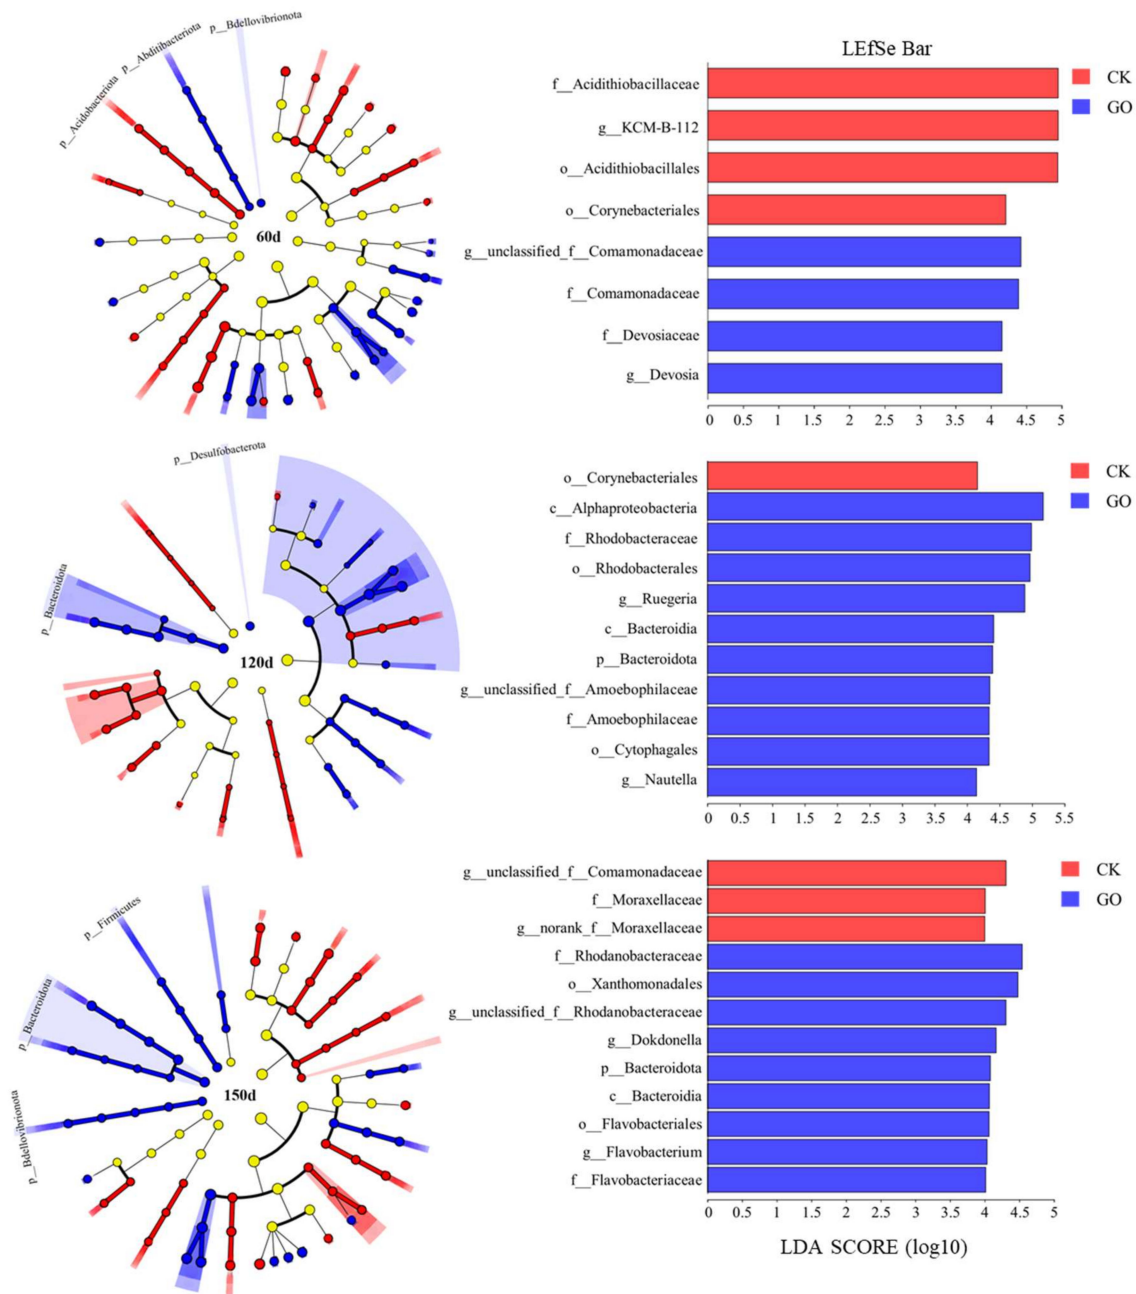 p__Bdellovibrionota
p__Abditibacteriota
p__Acidobacteriota
60d
LEfSe Bar
f__Acidithiobacillaceae
g__KCM-B-112
o__Acidithiobacillales
o__Corynebacteriales
g__unclassified_f__Comamonadaceae
f__Comamonadaceae
f__Devosiaceae
g__Devosia
0 0.5 1 1.5 2 2.5 3 3.5 4 4.5 5
CK
GO
p__Desulfobacterota
p__Bacteroidota
120d
o__Corynebacteriales
c__Alphaproteobacteria
f__Rhodobacteraceae
o__Rhodobacterales
g__Ruegeria
c__Bacteroidia
p__Bacteroidota
g__unclassified_f__Amoebophilaceae
f__Amoebophilaceae
o__Cytophagales
g__Nautella
0 0.5 1 1.5 2 2.5 3 3.5 4 4.5 5 5.5
CK
GO
p__Firmicutes
p__Bacteroidota
p__Bdellovibrionota
150d
g__unclassified_f__Comamonadaceae
f__Moraxellaceae
g__norank_f__Moraxellaceae
f__Rhodanobacteraceae
o__Xanthomonadales
g__unclassified_f__Rhodanobacteraceae
g__Dokdonella
p__Bacteroidota
c__Bacteroidia
o__Flavobacteriales
g__Flavobacterium
f__Flavobacteriaceae
0 0.5 1 1.5 2 2.5 3 3.5 4 4.5 5
CK
GO
LDA SCORE (log10)